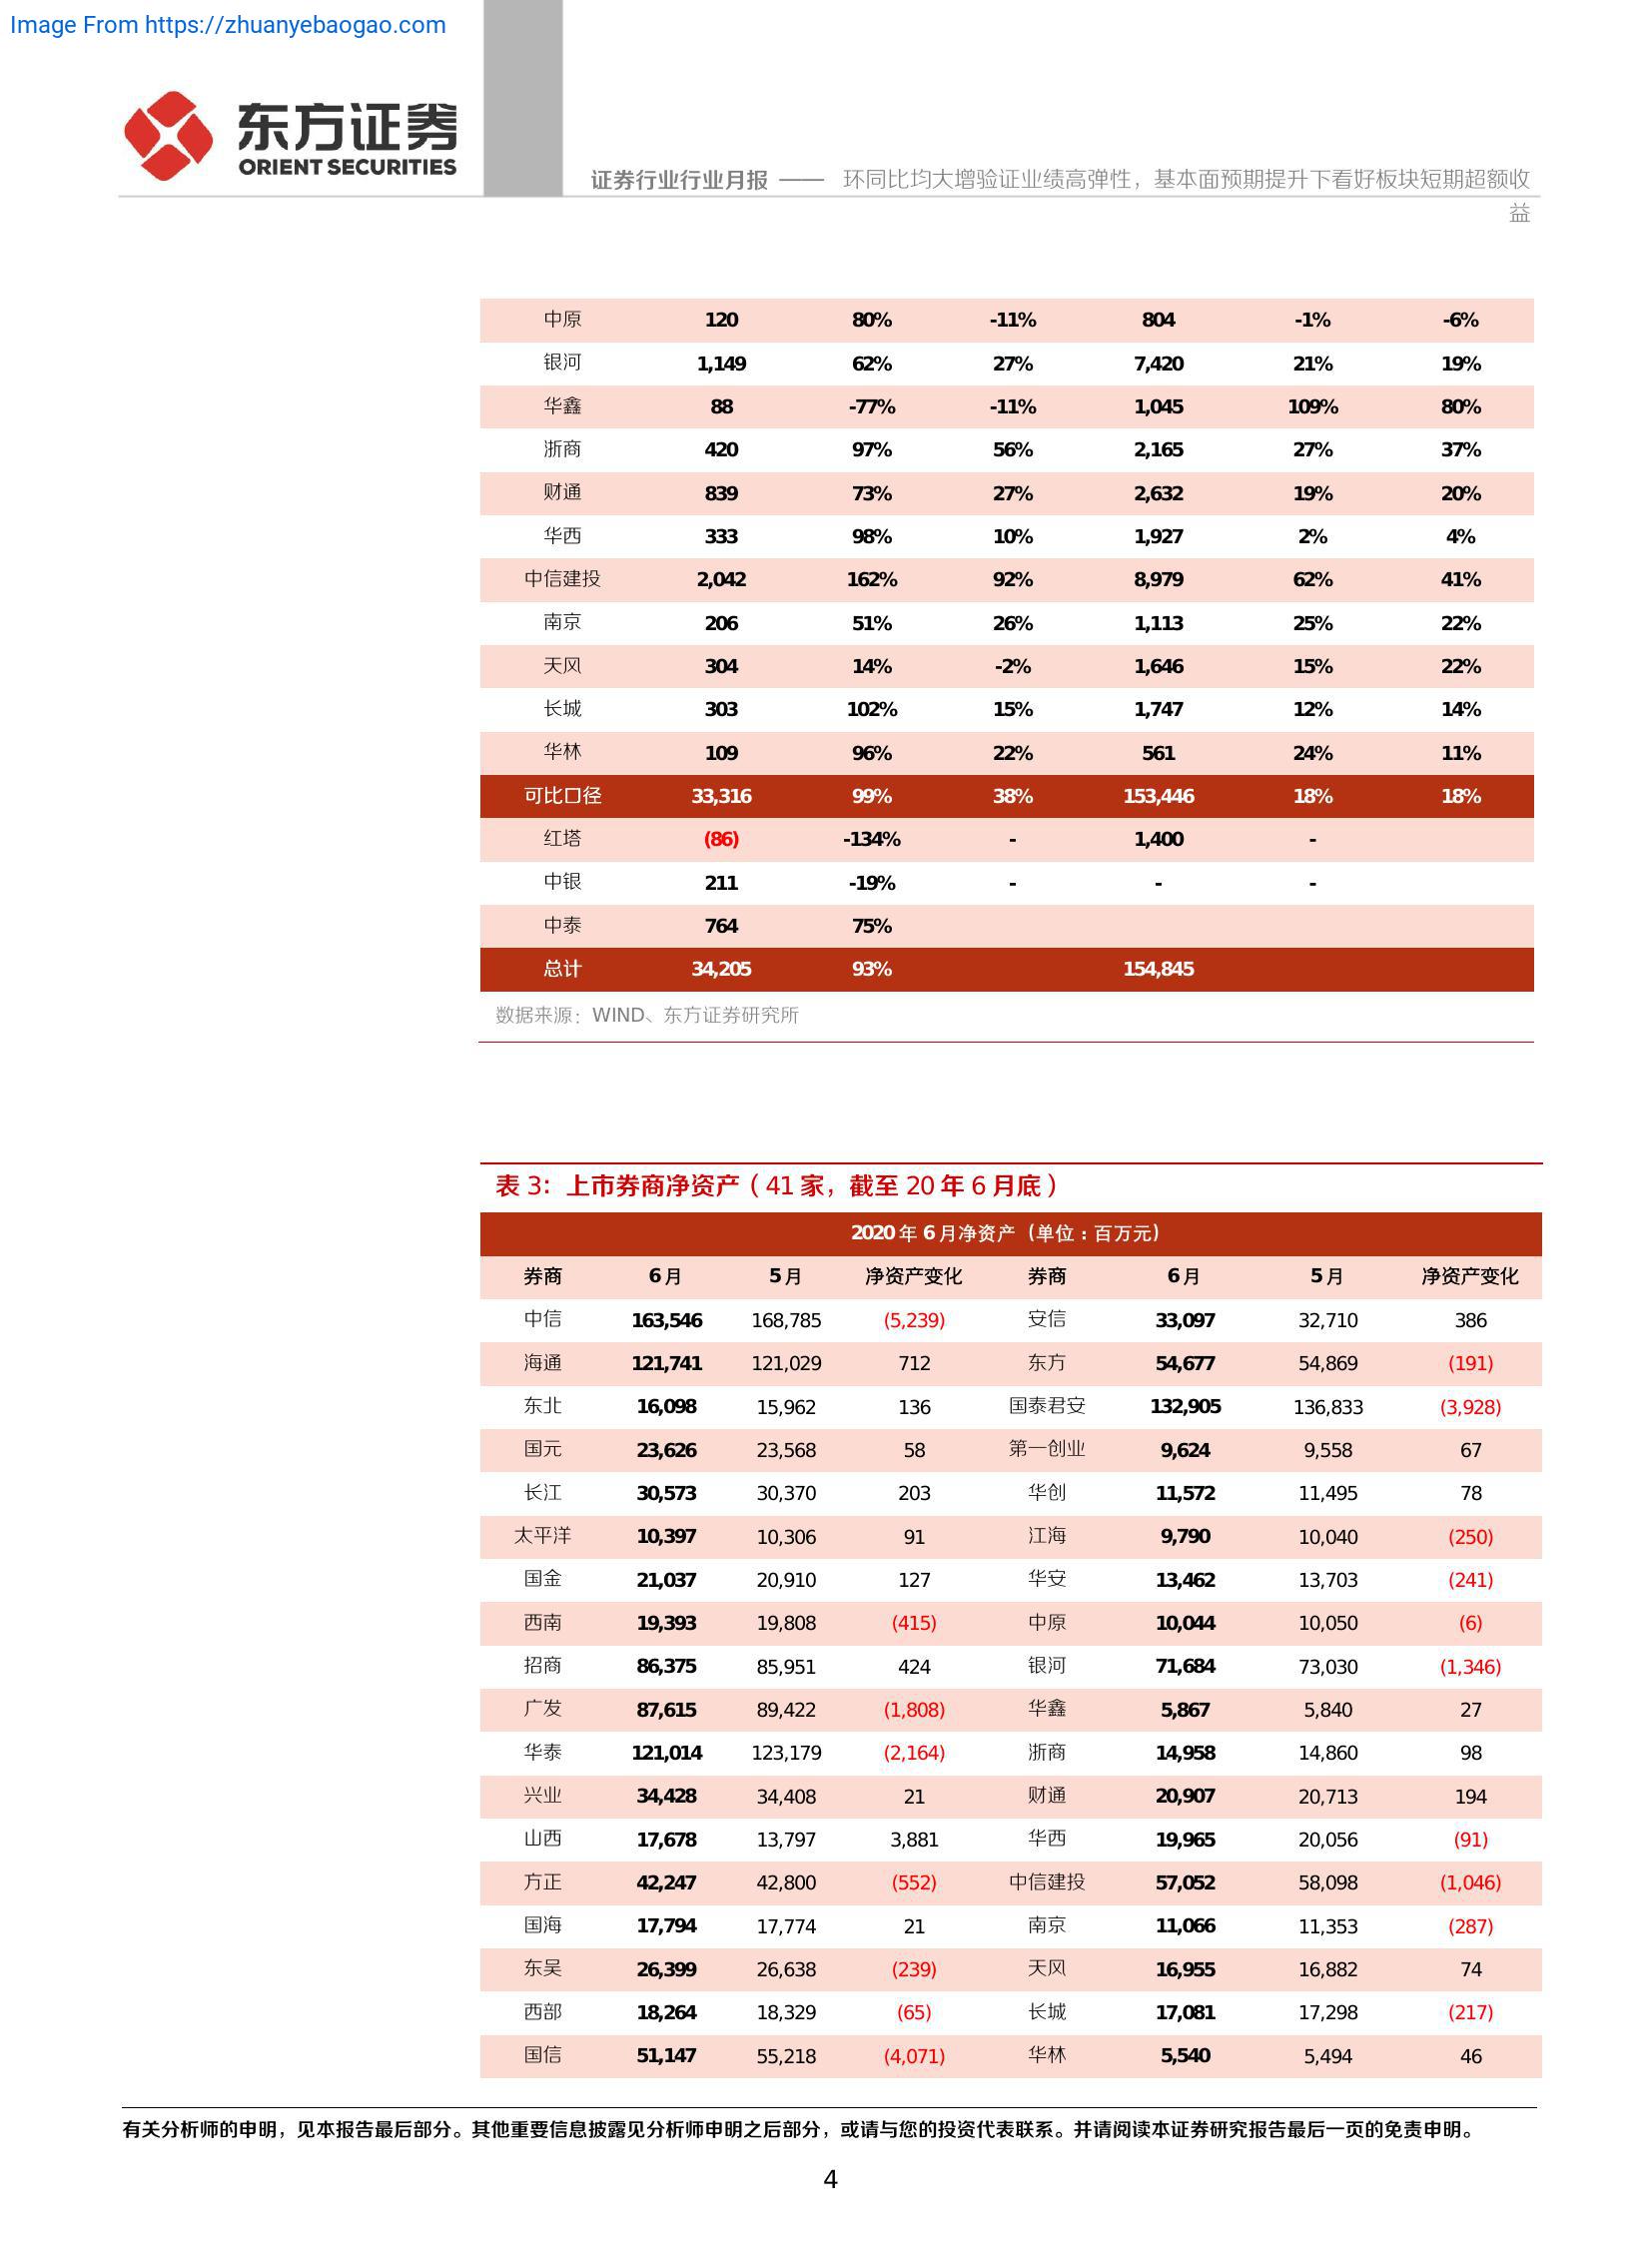 Image From https://zhuanyebaogao.com
东方证券
ORIENT SECURITIES
证券行业行业月报 —— 环同比均大增验证业绩高弹性，基本面预期提升下看好板块短期超额收
益
中原 120 80% -11% 804 -1% -6%
银河 1,149 62% 27% 7,420 21% 19%
华鑫 88 -77% -11% 1,045 109% 80%
浙商 420 97% 56% 2,165 27% 37%
财通 839 73% 27% 2,632 19% 20%
华西 333 98% 10% 1,927 2% 4%
中信建投 2,042 162% 92% 8,979 62% 41%
南京 206 51% 26% 1,113 25% 22%
天风 304 14% -2% 1,646 15% 22%
长城 303 102% 15% 1,747 12% 14%
华林 109 96% 22% 561 24% 11%
可比口径 33,316 99% 38% 153,446 18% 18%
红塔 (86) -134% - 1,400 -
中银 211 -19% - - -
中泰 764 75%
总计 34,205 93% 154,845
数据来源：WIND、东方证券研究所
表 3：上市券商净资产（41 家，截至 20 年 6 月底）
2020 年 6 月净资产（单位：百万元）
券商 6 月 5 月 净资产变化 券商 6 月 5 月 净资产变化
中信 163,546 168,785 (5,239) 安信 33,097 32,710 386
海通 121,741 121,029 712 东方 54,677 54,869 (191)
东北 16,098 15,962 136 国泰君安 132,905 136,833 (3,928)
国元 23,626 23,568 58 第一创业 9,624 9,558 67
长江 30,573 30,370 203 华创 11,572 11,495 78
太平洋 10,397 10,306 91 江海 9,790 10,040 (250)
国金 21,037 20,910 127 华安 13,462 13,703 (241)
西南 19,393 19,808 (415) 中原 10,044 10,050 (6)
招商 86,375 85,951 424 银河 71,684 73,030 (1,346)
广发 87,615 89,422 (1,808) 华鑫 5,867 5,840 27
华泰 121,014 123,179 (2,164) 浙商 14,958 14,860 98
兴业 34,428 34,408 21 财通 20,907 20,713 194
山西 17,678 13,797 3,881 华西 19,965 20,056 (91)
方正 42,247 42,800 (552) 中信建投 57,052 58,098 (1,046)
国海 17,794 17,774 21 南京 11,066 11,353 (287)
东吴 26,399 26,638 (239) 天风 16,955 16,882 74
西部 18,264 18,329 (65) 长城 17,081 17,298 (217)
国信 51,147 55,218 (4,071) 华林 5,540 5,494 46
有关分析师的申明，见本报告最后部分。其他重要信息披露见分析师申明之后部分，或请与您的投资代表联系。并请阅读本证券研究报告最后一页的免责申明。
4